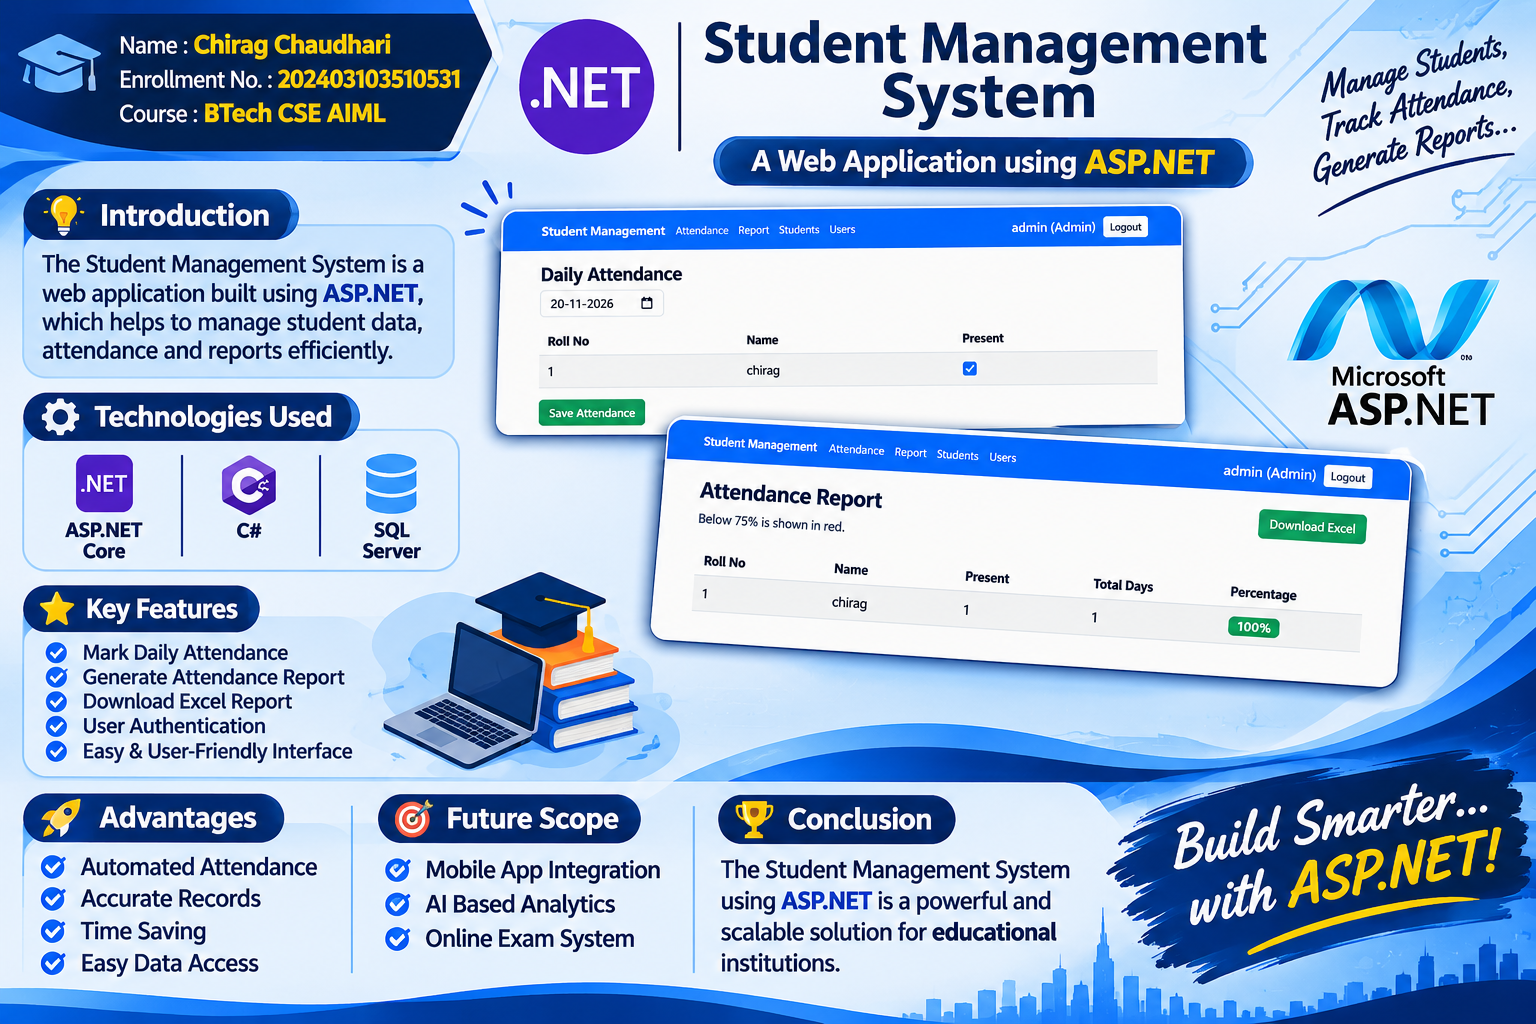 Name : Chirag Chaudhari
Enrollment No. : 202403103510531
Course : BTech CSE AIML
.NET
Student Management
System
A Web Application using ASP.NET
Manage Students,
Track Attendance,
Generate Reports...
Introduction
The Student Management System is a
web application built using ASP.NET,
which helps to manage student data,
attendance and reports efficiently.
Student Management Attendance Report Students Users admin (Admin) Logout
Daily Attendance
20-11-2026
Roll No Name Present
1 chirag
Save Attendance
Microsoft
ASP.NET
Technologies Used
.NET
ASP.NET
Core
C
C#
SQL
Server
Student Management Attendance Report Students Users admin (Admin) Logout
Attendance Report
Below 75% is shown in red.
Download Excel
Roll No Name Present Total Days Percentage
1 chirag 1 1 100%
Key Features
Mark Daily Attendance
Generate Attendance Report
Download Excel Report
User Authentication
Easy & User-Friendly Interface
Advantages
Automated Attendance
Accurate Records
Time Saving
Easy Data Access
Future Scope
Mobile App Integration
AI Based Analytics
Online Exam System
Conclusion
The Student Management System
using ASP.NET is a powerful and
scalable solution for educational
institutions.
Build Smarter...
with ASP.NET!